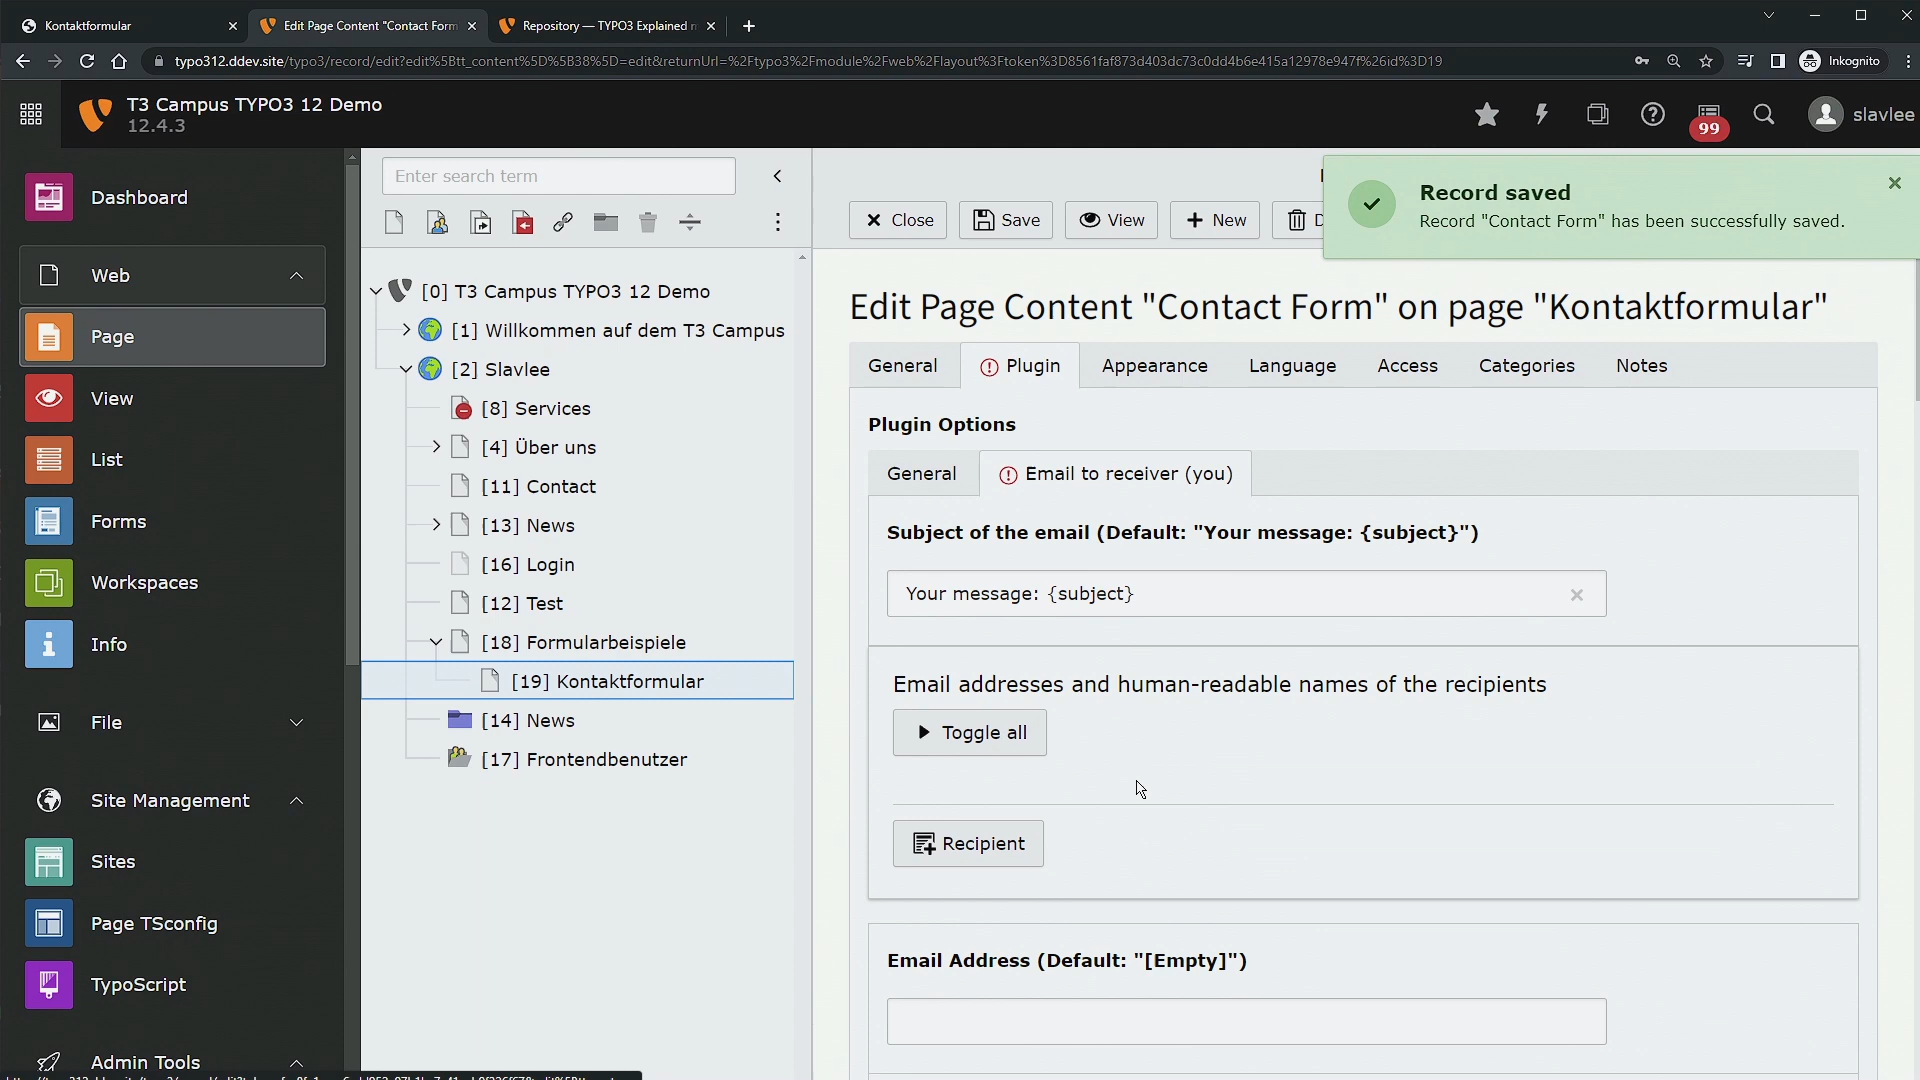 Kontaktformular
Edit Page Content "Contact Form
Repository — TYPO3 Explained
typo312.ddev.site/typo3/record/edit?edit%5Btt_content%5D%5B38%5D=edit&returnUrl=%2Ftypo3%2Fmodule%2Fweb%2Flayout%3Ftoken%3D8561faf873d403dc73c0dd4b6e415a12978e947f%26id%3D19
Inkognito
T3 Campus TYPO3 12 Demo
12.4.3
99
slavlee
Dashboard
Web
Page
View
List
Forms
Workspaces
Info
File
Site Management
Sites
Page TSconfig
TypoScript
Admin Tools
Enter search term
[0] T3 Campus TYPO3 12 Demo
[1] Willkommen auf dem T3 Campus
[2] Slavlee
[8] Services
[4] Über uns
[11] Contact
[13] News
[16] Login
[12] Test
[18] Formularbeispiele
[19] Kontaktformular
[14] News
[17] Frontendbenutzer
Close
Save
View
New
Record saved
Record "Contact Form" has been successfully saved.
Edit Page Content "Contact Form" on page "Kontaktformular"
General
Plugin
Appearance
Language
Access
Categories
Notes
Plugin Options
General
Email to receiver (you)
Subject of the email (Default: "Your message: {subject}")
Your message: {subject}
Email addresses and human-readable names of the recipients
Toggle all
Recipient
Email Address (Default: "[Empty]")